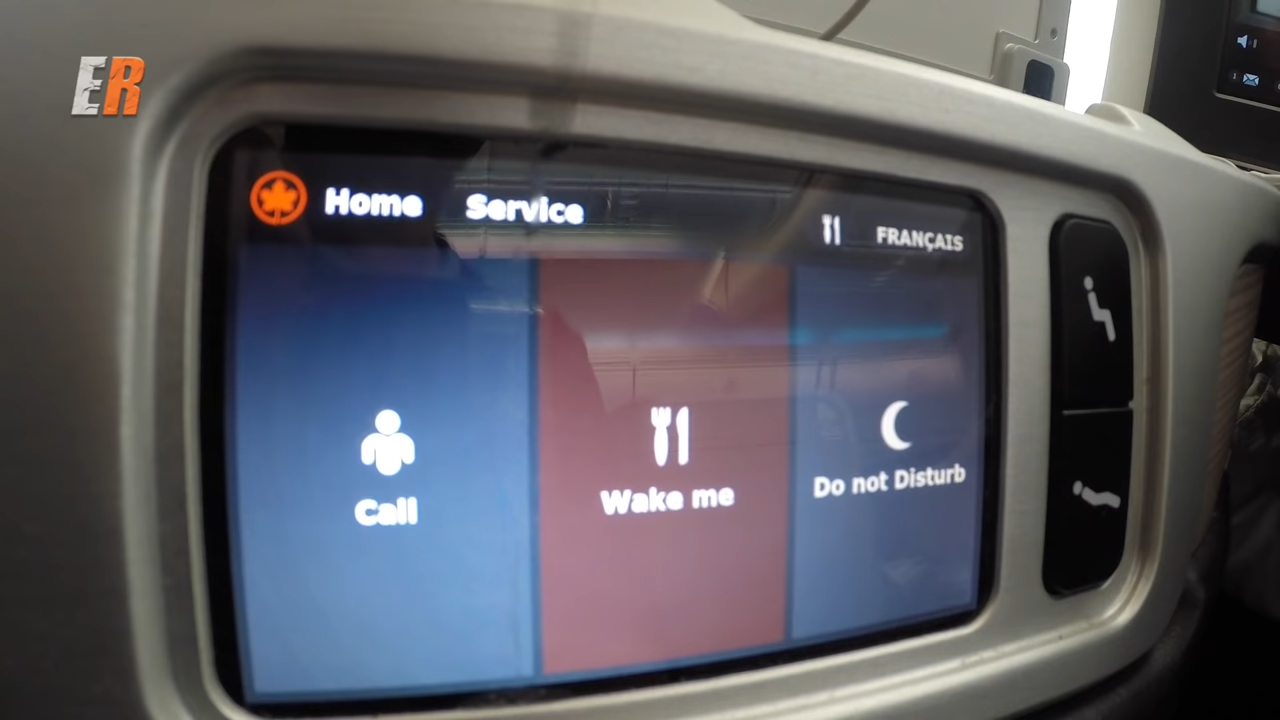 ER
Home Service
FRANÇAIS
Call
Wake me
Do not Disturb